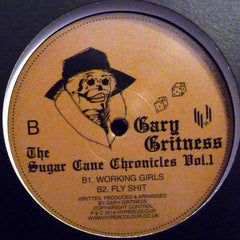 B
Gary
Gritness
The
Sugar Cane Chronicles Vol.1
B1. WORKING GIRLS
B2. FLY SHIT
WRITTEN, PRODUCED & ARRANGED
BY GARY GRITNESS
COPYRIGHT CONTROL
P & C 2015 HYPERCOLOUR
WWW.HYPERCOLOUR.CO.UK